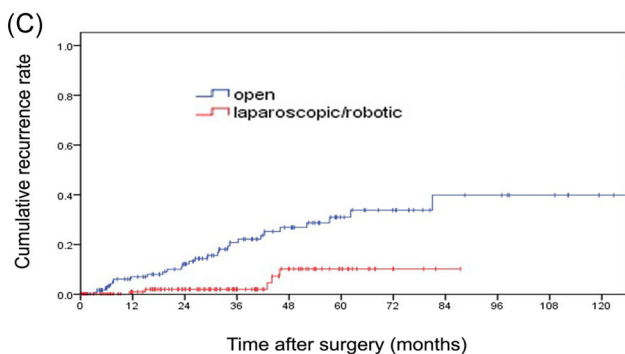 (C)
Cumulative recurrence rate
1.0
0.8
0.6
0.4
0.2
0.0
open
laparoscopic/robotic
0 12 24 36 48 60 72 84 96 108 120
Time after surgery (months)